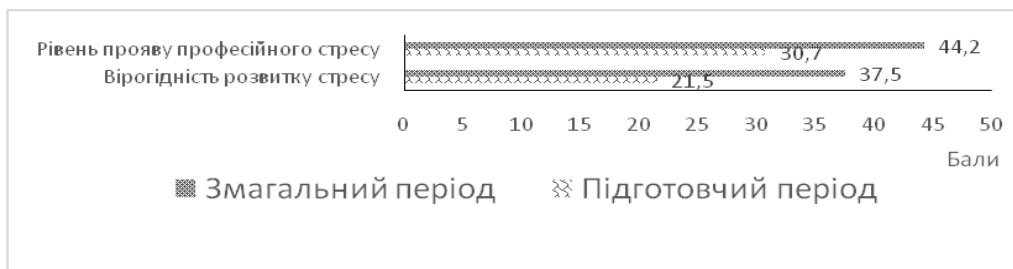 Рівень прояву професійного стресу
44,2
30,7
Вірогідність розвитку стресу
37,5
21,5
0 5 10 15 20 25 30 35 40 45 50
Бали
Змагальний період Підготовчий період